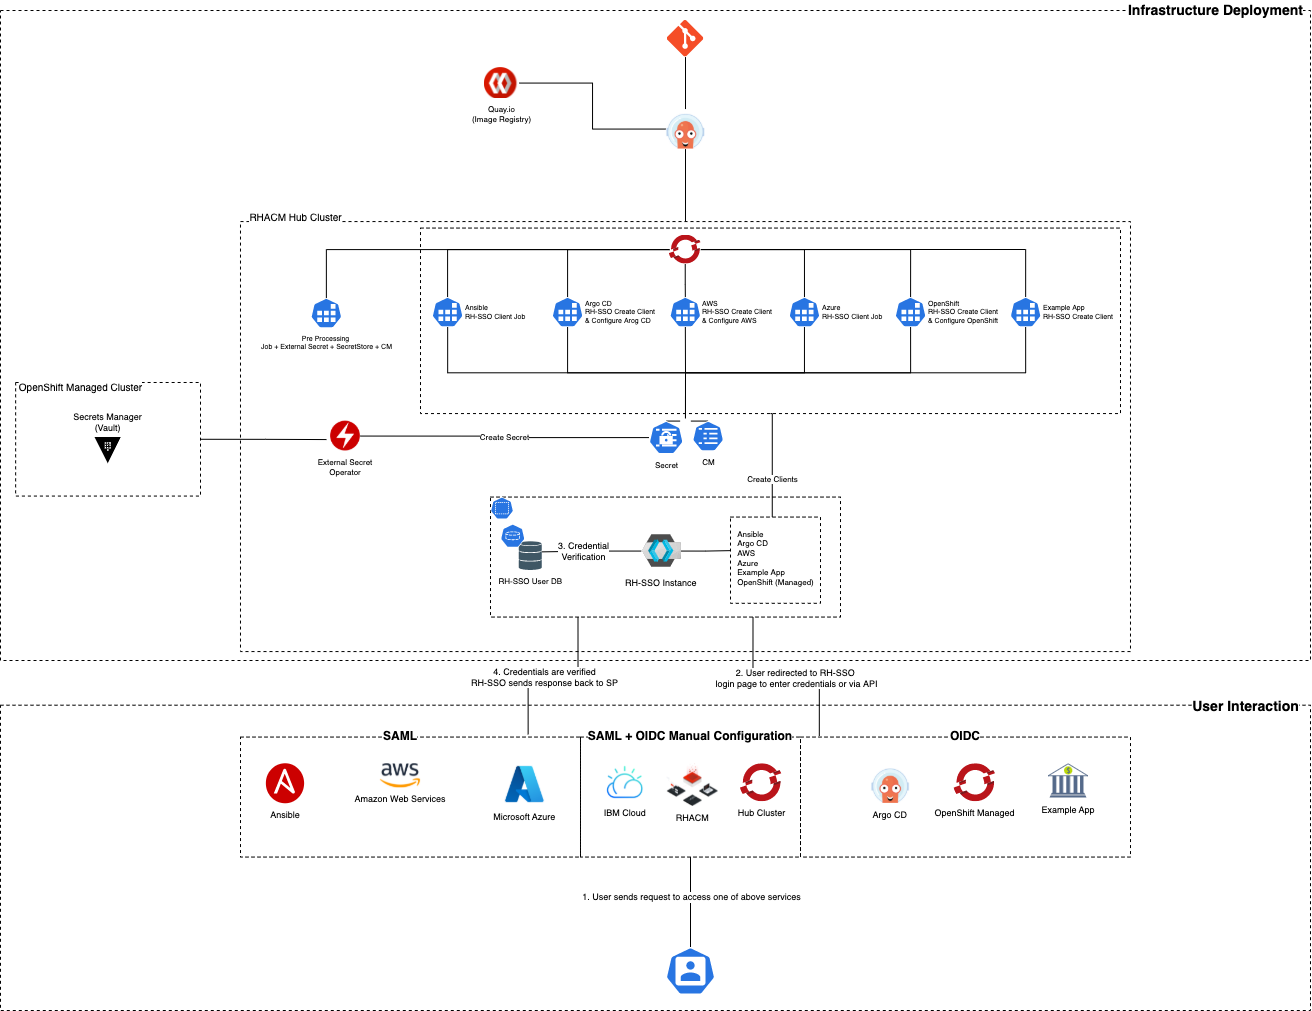 Infrastructure Deployment
Quay.io
(Image Registry)
RHACM Hub Cluster
Ansible
RH-SSO Client Job
Argo CD
RH-SSO Create Client
& Configure Arog CD
AWS
RH-SSO Create Client
& Configure AWS
Azure
RH-SSO Client Job
OpenShift
RH-SSO Create Client
& Configure OpenShift
Example App
RH-SSO Create Client
Pre Processing
Job + External Secret + SecretStore + CM
OpenShift Managed Cluster
Secrets Manager
(Vault)
External Secret
Operator
Create Secret
Secret
CM
Create Clients
RH-SSO User DB
3. Credential
Verification
RH-SSO Instance
Ansible
Argo CD
AWS
Azure
Example App
OpenShift (Managed)
4. Credentials are verified
RH-SSO sends response back to SP
2. User redirected to RH-SSO
login page to enter credentials or via API
User Interaction
SAML
SAML + OIDC Manual Configuration
OIDC
Ansible
aws
Amazon Web Services
Microsoft Azure
IBM Cloud
RHACM
Hub Cluster
Argo CD
OpenShift Managed
Example App
1. User sends request to access one of above services